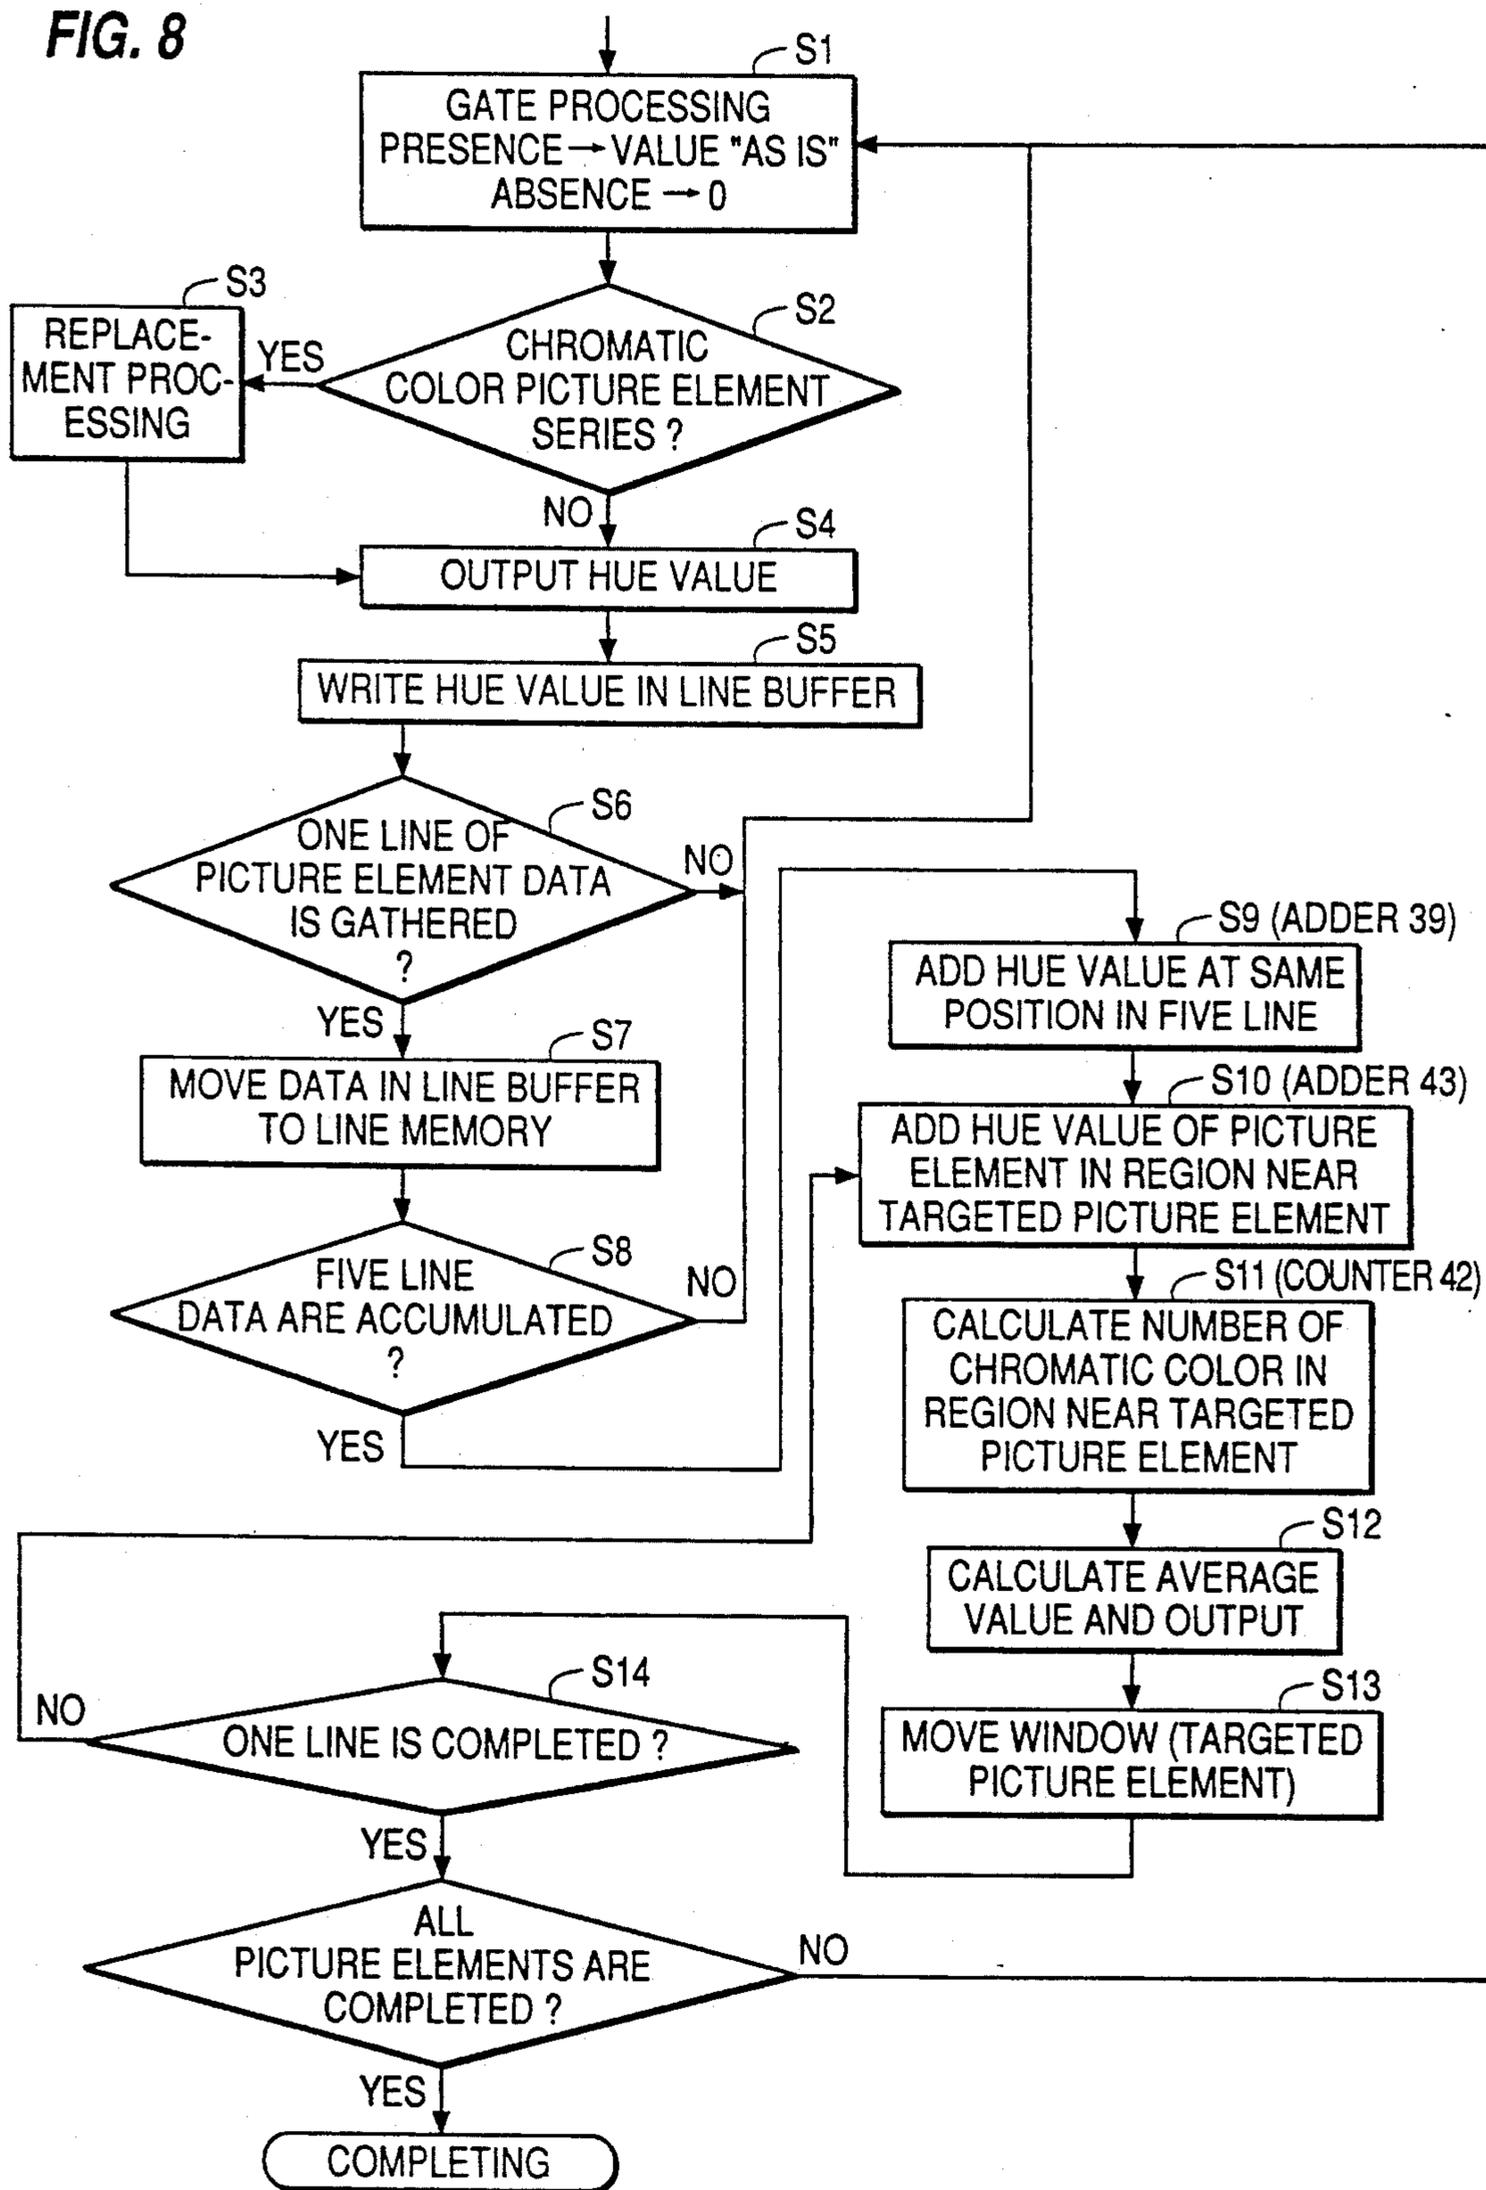 FIG. 8
S1
GATE PROCESSING
PRESENCE→VALUE "AS IS"
ABSENCE →0
S3
REPLACE-
MENT PROC-
ESSING
YES
S2
CHROMATIC
COLOR PICTURE ELEMENT
SERIES ?
NO
S4
OUTPUT HUE VALUE
S5
WRITE HUE VALUE IN LINE BUFFER
S6
ONE LINE OF
PICTURE ELEMENT DATA
IS GATHERED
?
NO
YES
S7
MOVE DATA IN LINE BUFFER
TO LINE MEMORY
S8
FIVE LINE
DATA ARE ACCUMULATED
?
NO
YES
S9 (ADDER 39)
ADD HUE VALUE AT SAME
POSITION IN FIVE LINE
S10 (ADDER 43)
ADD HUE VALUE OF PICTURE
ELEMENT IN REGION NEAR
TARGETED PICTURE ELEMENT
S11 (COUNTER 42)
CALCULATE NUMBER OF
CHROMATIC COLOR IN
REGION NEAR TARGETED
PICTURE ELEMENT
S12
CALCULATE AVERAGE
VALUE AND OUTPUT
S13
MOVE WINDOW (TARGETED
PICTURE ELEMENT)
S14
NO
ONE LINE IS COMPLETED ?
YES
ALL
PICTURE ELEMENTS ARE
COMPLETED ?
NO
YES
COMPLETING